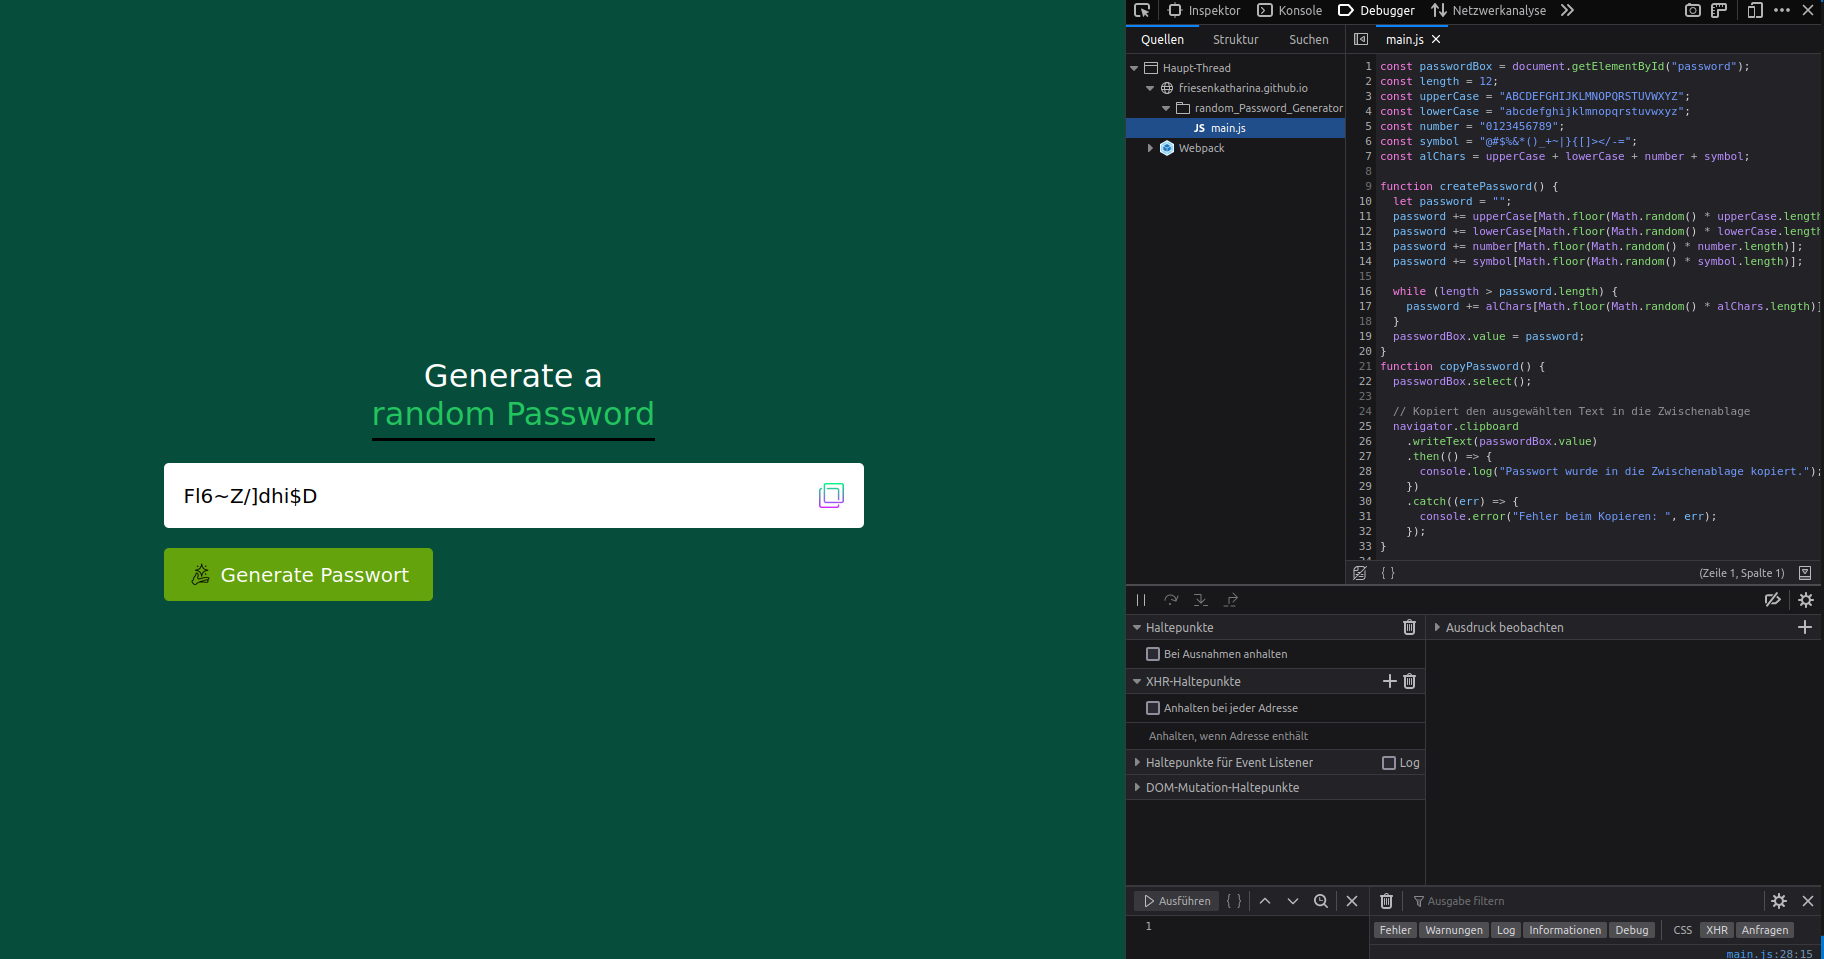 Generate a
random Password
Fl6~Z/]dhi$D
Generate Passwort
Inspektor Konsole Debugger Netzwerkanalyse
Quellen Struktur Suchen main.js
Haupt-Thread
friesenkatharina.github.io
random_Password_Generator
JS main.js
Webpack
1 const passwordBox = document.getElementById("password");
2 const length = 12;
3 const upperCase = "ABCDEFGHIJKLMNOPQRSTUVWXYZ";
4 const lowerCase = "abcdefghijklmnopqrstuvwxyz";
5 const number = "0123456789";
6 const symbol = "@#$%&*()_+~|}{[]></-=";
7 const alChars = upperCase + lowerCase + number + symbol;
8
9 function createPassword() {
10 let password = "";
11 password += upperCase[Math.floor(Math.random() * upperCase.length
12 password += lowerCase[Math.floor(Math.random() * lowerCase.length
13 password += number[Math.floor(Math.random() * number.length)];
14 password += symbol[Math.floor(Math.random() * symbol.length)];
15
16 while (length > password.length) {
17 password += alChars[Math.floor(Math.random() * alChars.length)]
18 }
19 passwordBox.value = password;
20 }
21 function copyPassword() {
22 passwordBox.select();
23
24 // Kopiert den ausgewählten Text in die Zwischenablage
25 navigator.clipboard
26 .writeText(passwordBox.value)
27 .then(() => {
28 console.log("Passwort wurde in die Zwischenablage kopiert.");
29 })
30 .catch((err) => {
31 console.error("Fehler beim Kopieren: ", err);
32 });
33 }
{ } (Zeile 1, Spalte 1)
Haltepunkte
Bei Ausnahmen anhalten
XHR-Haltepunkte
Anhalten bei jeder Adresse
Anhalten, wenn Adresse enthält
Haltepunkte für Event Listener Log
DOM-Mutation-Haltepunkte
Ausdruck beobachten
Ausführen { }
1
Ausgabe filtern
Fehler Warnungen Log Informationen Debug CSS XHR Anfragen
main.js:28:15